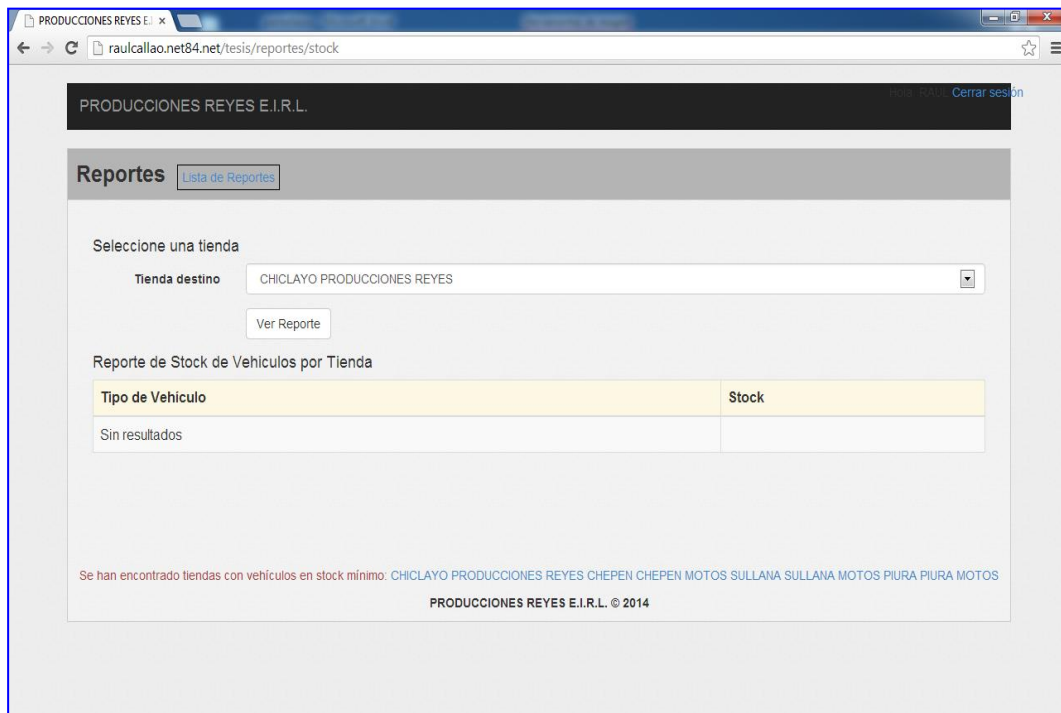 PRODUCCIONES REYES E.I
raulcallao.net84.net/tesis/reportes/stock
PRODUCCIONES REYES E.I.R.L.
Hola, RAUL Cerrar sesión
Reportes Lista de Reportes
Seleccione una tienda
Tienda destino CHICLAYO PRODUCCIONES REYES
Ver Reporte
Reporte de Stock de Vehiculos por Tienda
Tipo de Vehículo Stock
Sin resultados
Se han encontrado tiendas con vehículos en stock mínimo: CHICLAYO PRODUCCIONES REYES CHEPEN CHEPEN MOTOS SULLANA SULLANA MOTOS PIURA PIURA MOTOS
PRODUCCIONES REYES E.I.R.L. © 2014